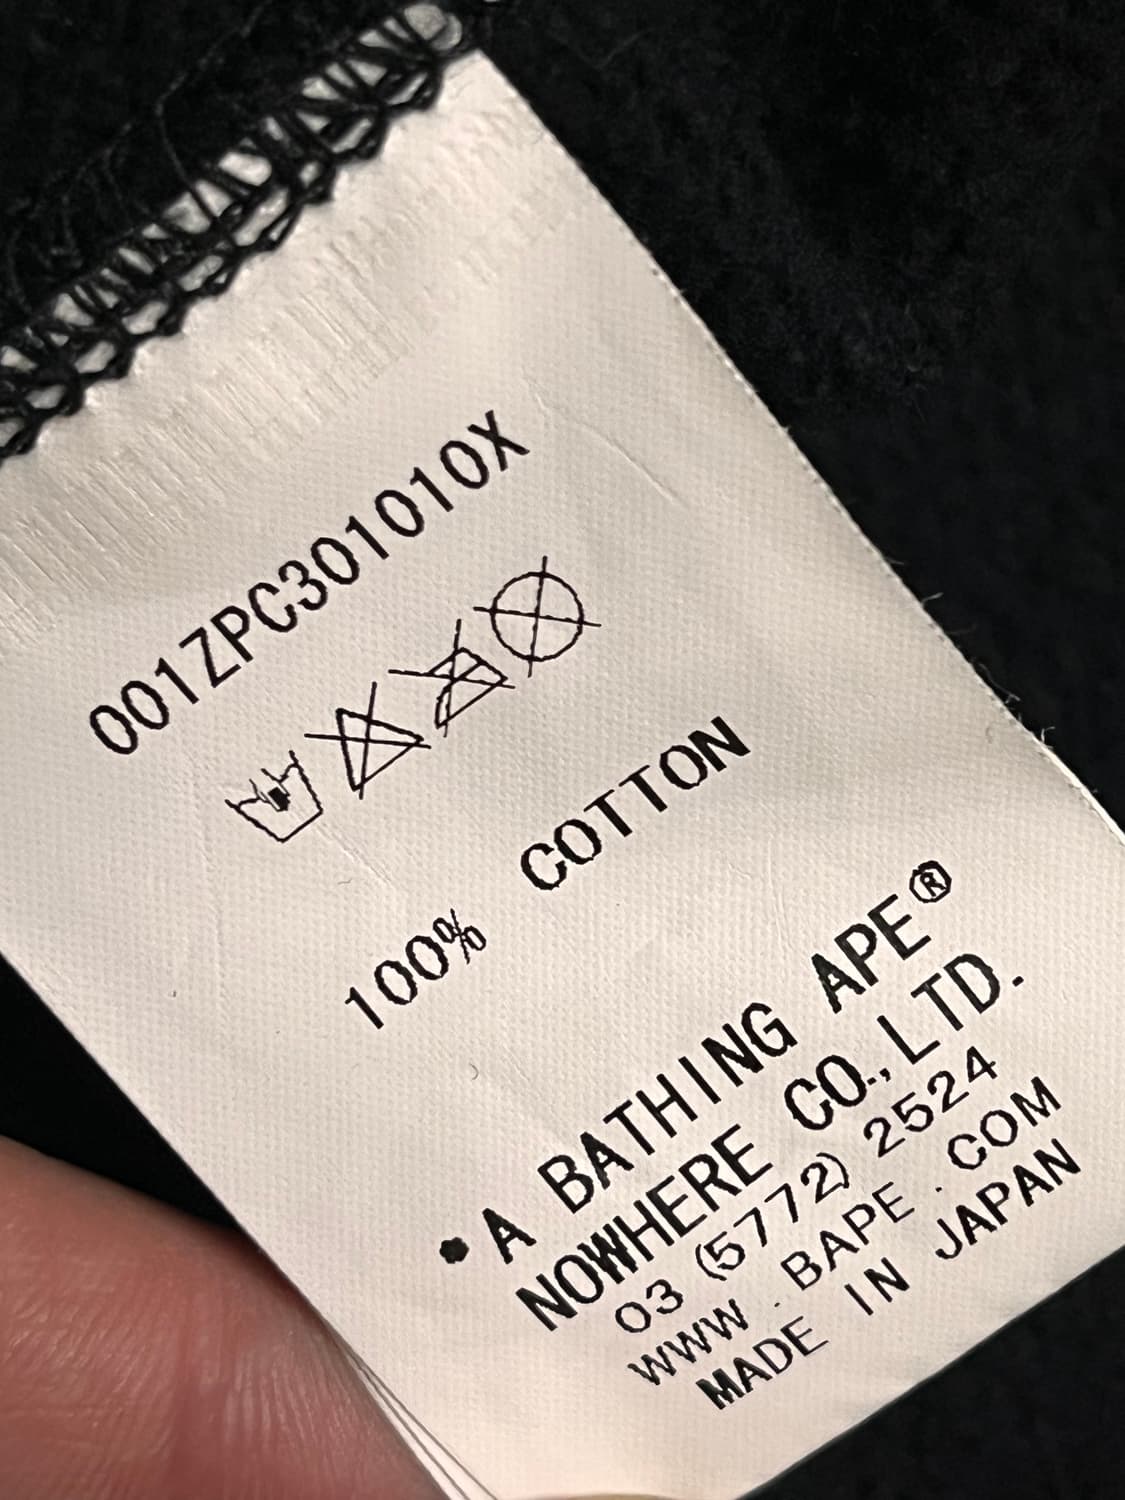 001ZPC301010X
100% COTTON
•A BATHING APE®
NOWHERE CO., LTD.
03 (5772) 2524
WWW.BAPE.COM
MADE IN JAPAN